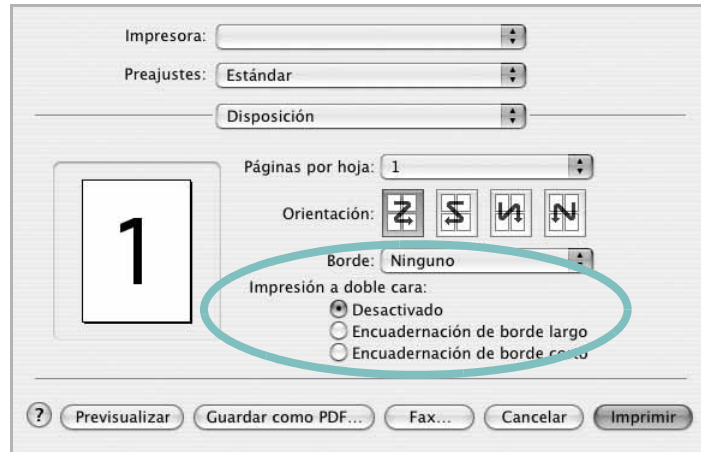 Impresora:
Preajustes: Estándar
Disposición
Páginas por hoja: 1
1
Orientación:
Borde: Ninguno
Impresión a doble cara:
Desactivado
Encuadernación de borde largo
Encuadernación de borde corto
? Previsualizar Guardar como PDF... Fax... Cancelar Imprimir